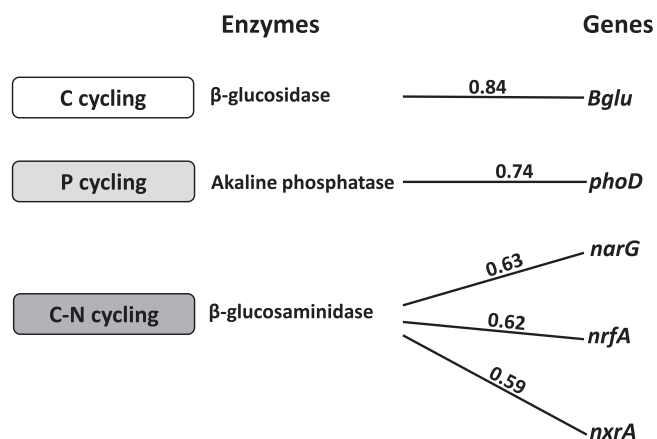 Enzymes Genes
C cycling β-glucosidase 0.84 Bglu
P cycling Akaline phosphatase 0.74 phoD
narG
0.63
C-N cycling β-glucosaminidase 0.62 nrfA
0.59
nxrA